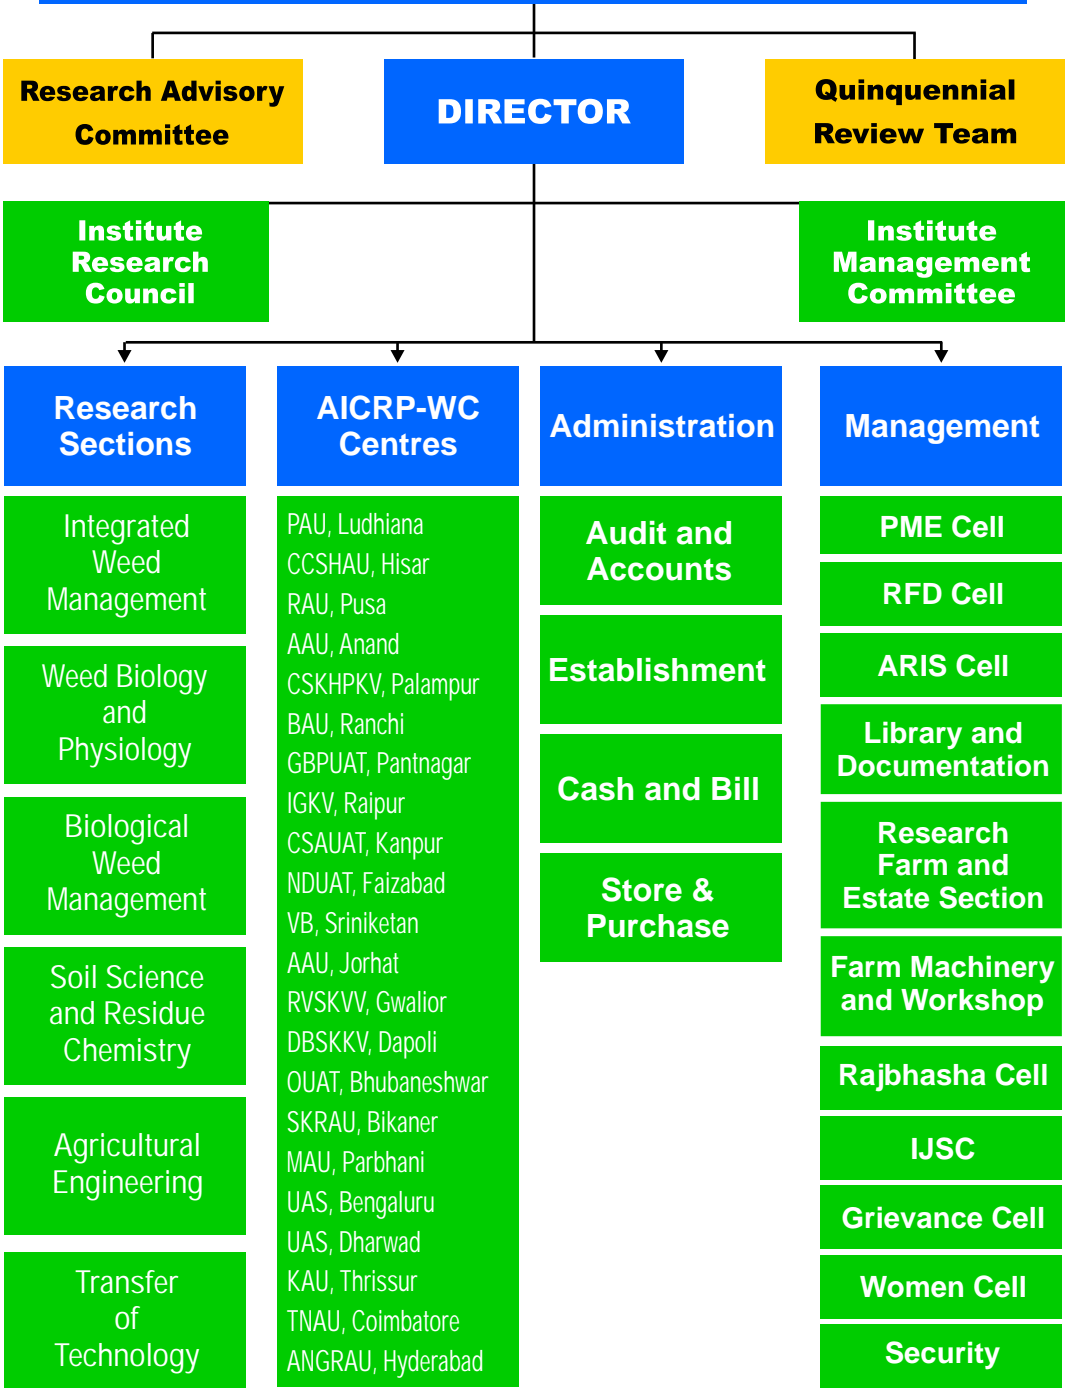 Research Advisory
Committee
DIRECTOR
Quinquennial
Review Team
Institute
Research
Council
Institute
Management
Committee
Research
Sections
Integrated
Weed
Management
Weed Biology
and
Physiology
Biological
Weed
Management
Soil Science
and Residue
Chemistry
Agricultural
Engineering
Transfer
of
Technology
AICRP-WC
Centres
PAU, Ludhiana
CCSHAU, Hisar
RAU, Pusa
AAU, Anand
CSKHPKV, Palampur
BAU, Ranchi
GBPUAT, Pantnagar
IGKV, Raipur
CSAUAT, Kanpur
NDUAT, Faizabad
VB, Sriniketan
AAU, Jorhat
RVSKVV, Gwalior
DBSKKV, Dapoli
OUAT, Bhubaneshwar
SKRAU, Bikaner
MAU, Parbhani
UAS, Bengaluru
UAS, Dharwad
KAU, Thrissur
TNAU, Coimbatore
ANGRAU, Hyderabad
Administration
Audit and
Accounts
Establishment
Cash and Bill
Store &
Purchase
Management
PME Cell
RFD Cell
ARIS Cell
Library and
Documentation
Research
Farm and
Estate Section
Farm Machinery
and Workshop
Rajbhasha Cell
IJSC
Grievance Cell
Women Cell
Security